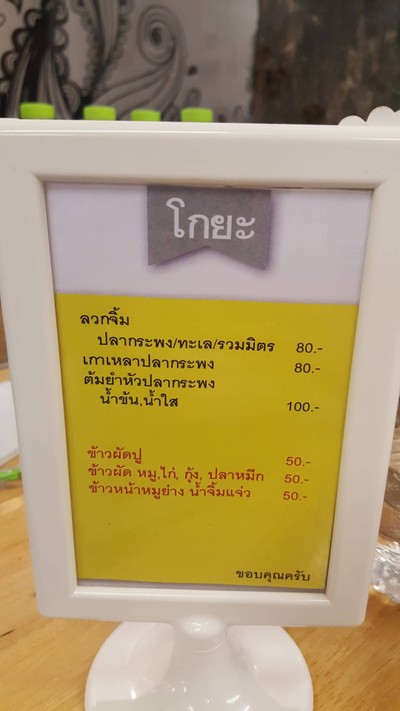 โกยะ
ลวกจิ้ม
ปลากระพง/ทะเล/รวมมิตร 80.-
เกาเหลาปลากระพง 80.-
ต้มยำหัวปลากระพง
น้ำข้น,น้ำใส 100.-
ข้าวผัดปู 50.-
ข้าวผัด หมู,ไก่, กุ้ง, ปลาหมึก 50.-
ข้าวหน้าหมูย่าง น้ำจิ้มแจ่ว 50.-
ขอบคุณครับ